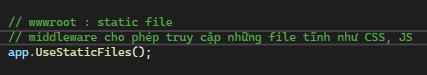 // wwwroot : static file
// middleware cho phép truy cập những file tĩnh như CSS, JS
app.UseStaticFiles();